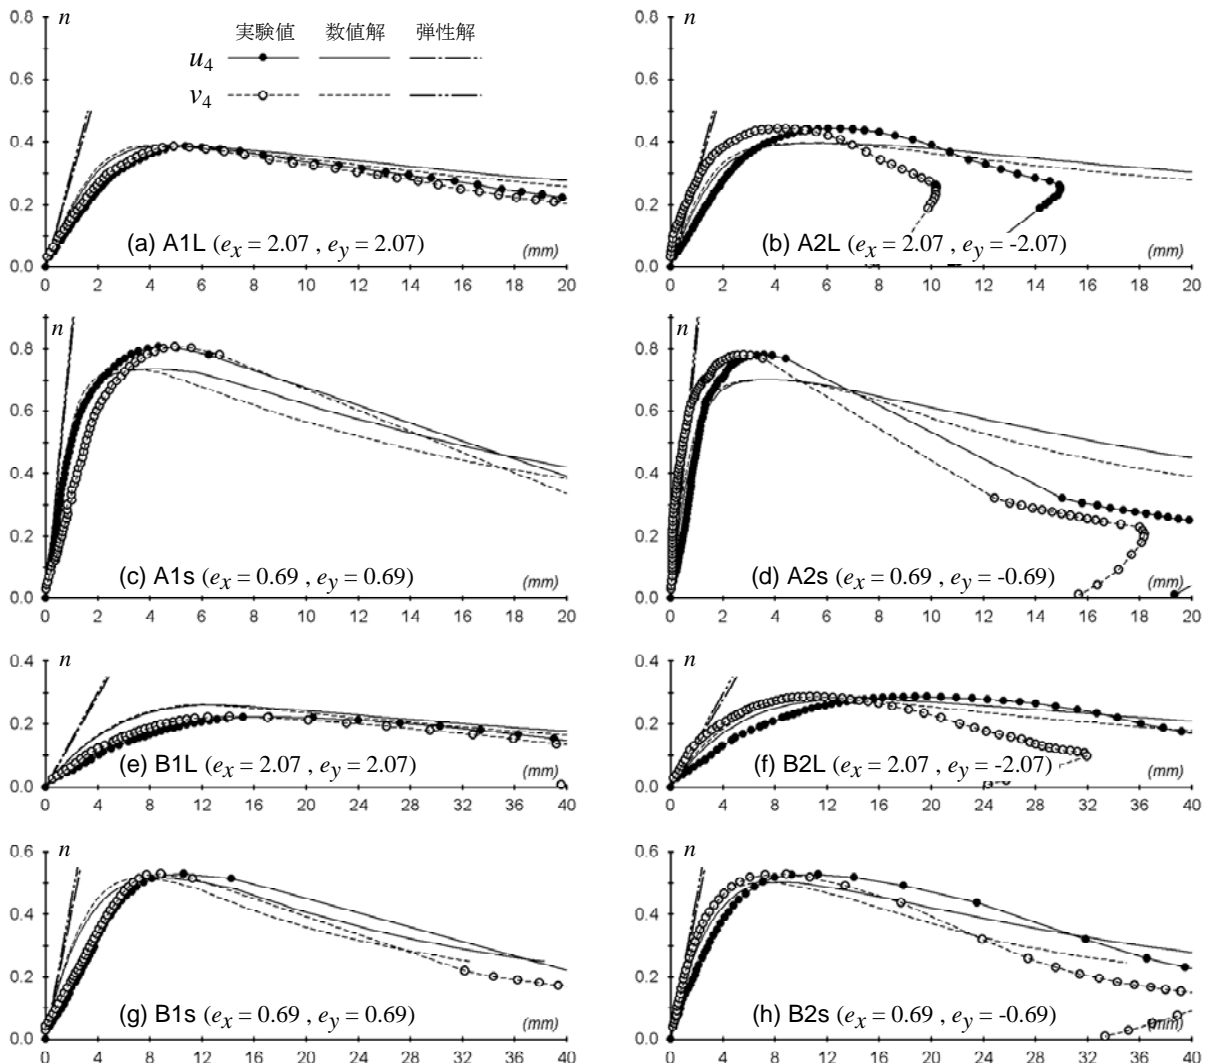 n
0.8
0.6
0.4
0.2
0.0
実験値 数値解 弾性解
u4
v4
(a) A1L (ex = 2.07 , ey = 2.07)
(mm)
0 2 4 6 8 10 12 14 16 18 20
n
0.8
0.6
0.4
0.2
0.0
(b) A2L (ex = 2.07 , ey = -2.07)
(mm)
0 2 4 6 8 10 12 14 16 18 20
n
0.8
0.6
0.4
0.2
0.0
(c) A1s (ex = 0.69 , ey = 0.69)
(mm)
0 2 4 6 8 10 12 14 16 18 20
n
0.8
0.6
0.4
0.2
0.0
(d) A2s (ex = 0.69 , ey = -0.69)
(mm)
0 2 4 6 8 10 12 14 16 18 20
n
0.4
0.2
0.0
(e) B1L (ex = 2.07 , ey = 2.07)
(mm)
0 4 8 12 16 20 24 28 32 36 40
n
0.4
0.2
0.0
(f) B2L (ex = 2.07 , ey = -2.07)
(mm)
0 4 8 12 16 20 24 28 32 36 40
n
0.6
0.4
0.2
0.0
(g) B1s (ex = 0.69 , ey = 0.69)
(mm)
0 4 8 12 16 20 24 28 32 36 40
n
0.6
0.4
0.2
0.0
(h) B2s (ex = 0.69 , ey = -0.69)
(mm)
0 4 8 12 16 20 24 28 32 36 40